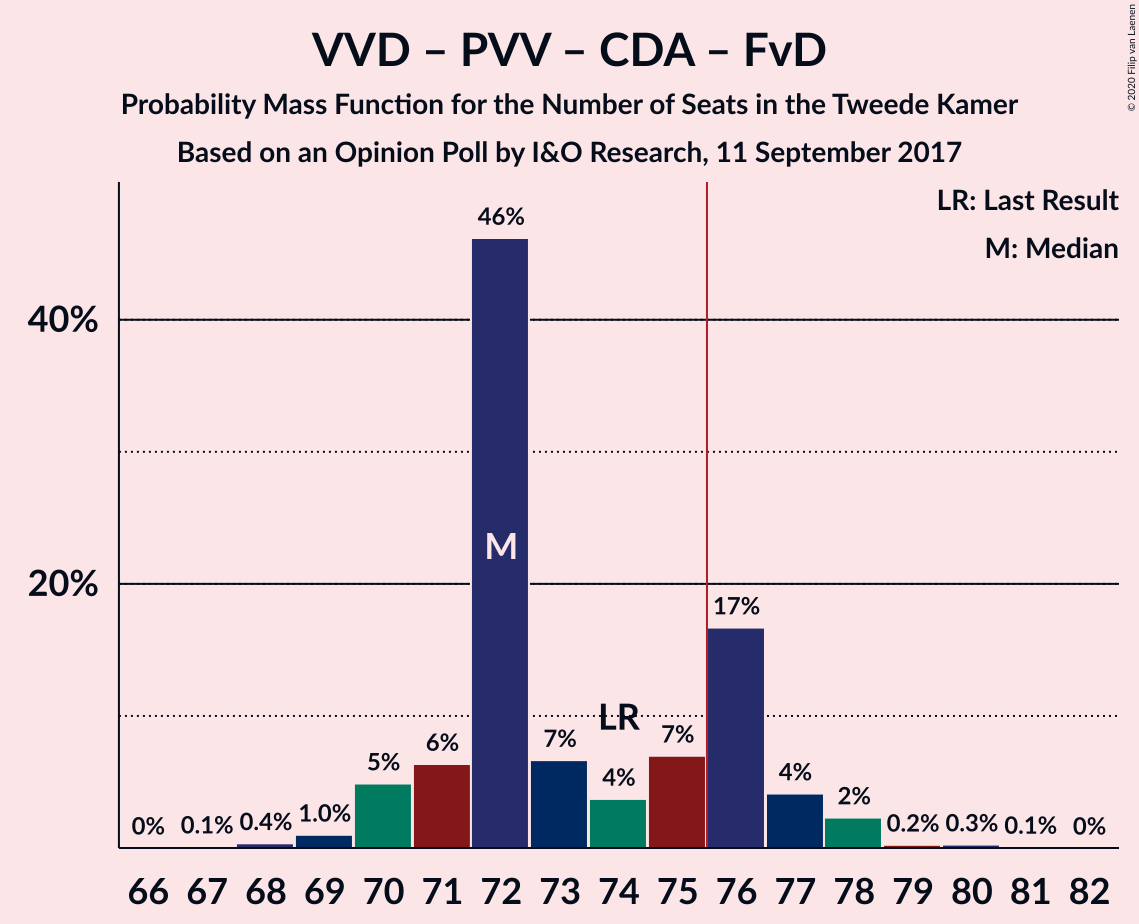 VVD – PVV – CDA – FvD
Probability Mass Function for the Number of Seats in the Tweede Kamer
Based on an Opinion Poll by I&O Research, 11 September 2017
© 2020 Filip van Laenen
LR: Last Result
M: Median
40%
20%
0% 0.1% 0.4% 1.0% 5% 6% 46% 7% 4% 7% 17% 4% 2% 0.2% 0.3% 0.1% 0%
M
LR
66 67 68 69 70 71 72 73 74 75 76 77 78 79 80 81 82